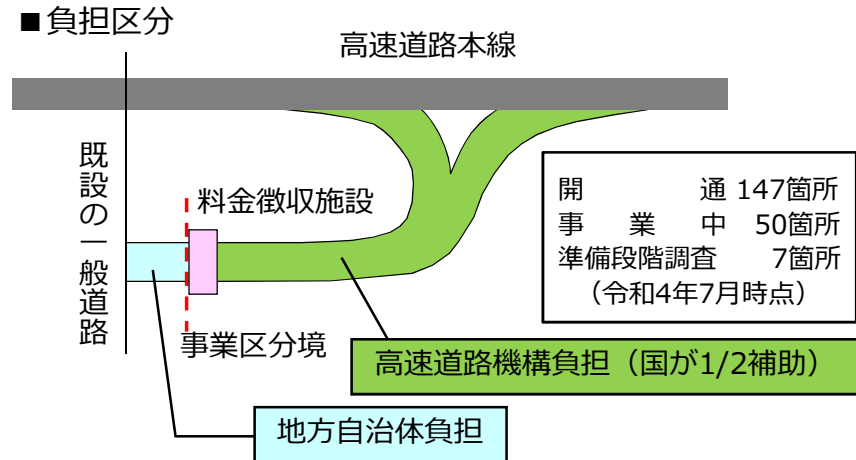 ■負担区分
高速道路本線
既設の一般道路
料金徴収施設
開　　　通 147箇所
事　業　中 50箇所
準備段階調査 7箇所
（令和4年7月時点）
事業区分境
高速道路機構負担（国が1/2補助）
地方自治体負担